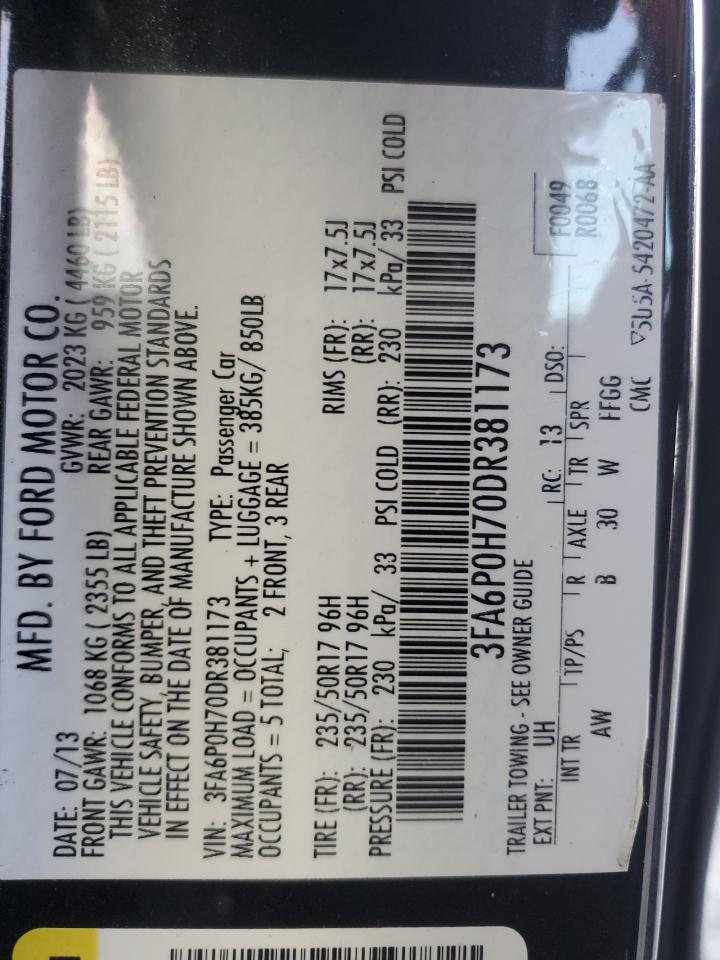 MFD. BY FORD MOTOR CO.
DATE: 07/13 GVWR: 2023 KG ( 4460 LB)
FRONT GAWR: 1068 KG ( 2355 LB) REAR GAWR: 959 KG ( 2115 LB)
THIS VEHICLE CONFORMS TO ALL APPLICABLE FEDERAL MOTOR
VEHICLE SAFETY, BUMPER, AND THEFT PREVENTION STANDARDS
IN EFFECT ON THE DATE OF MANUFACTURE SHOWN ABOVE.
VIN: 3FA6P0H70DR381173 TYPE: Passenger Car
MAXIMUM LOAD = OCCUPANTS + LUGGAGE = 385KG/ 850LB
OCCUPANTS = 5 TOTAL; 2 FRONT, 3 REAR
TIRE (FR): 235/50R17 96H RIMS (FR): 17x7.5J
(RR): 235/50R17 96H (RR): 17x7.5J
PRESSURE (FR): 230 kPa/ 33 PSI COLD (RR): 230 kPa/ 33 PSI COLD
3FA6P0H70DR381173
TRAILER TOWING - SEE OWNER GUIDE
F0049
R0068
EXT PNT: UH RC: 13 DSO:
INT TR TP/PS R AXLE TR SPR
AW B 30 W FFGG
CMC 5U5A-5420472-AA